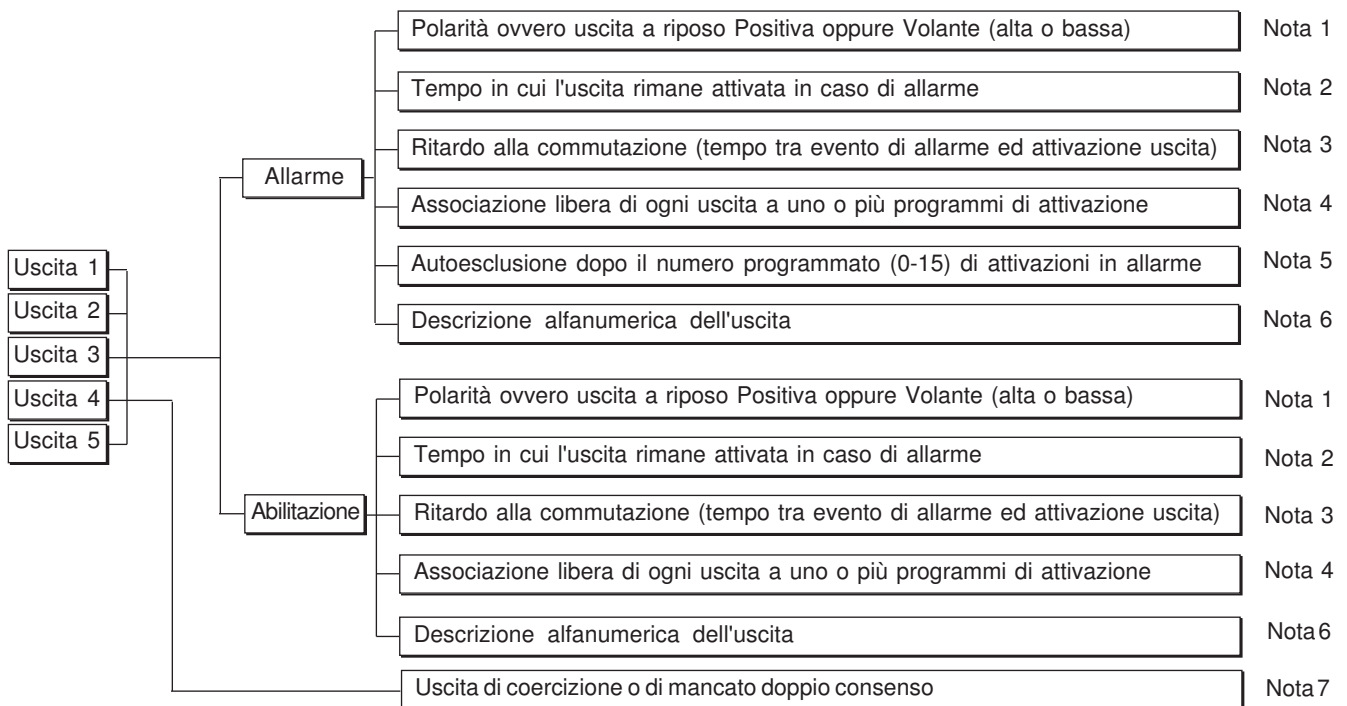 Polarità ovvero uscita a riposo Positiva oppure Volante (alta o bassa) Nota 1
Tempo in cui l'uscita rimane attivata in caso di allarme Nota 2
Ritardo alla commutazione (tempo tra evento di allarme ed attivazione uscita) Nota 3
Allarme
Associazione libera di ogni uscita a uno o più programmi di attivazione Nota 4
Autoesclusione dopo il numero programmato (0-15) di attivazioni in allarme Nota 5
Descrizione alfanumerica dell'uscita Nota 6
Uscita 1
Uscita 2
Uscita 3
Uscita 4
Uscita 5
Polarità ovvero uscita a riposo Positiva oppure Volante (alta o bassa) Nota 1
Tempo in cui l'uscita rimane attivata in caso di allarme Nota 2
Abilitazione
Ritardo alla commutazione (tempo tra evento di allarme ed attivazione uscita) Nota 3
Associazione libera di ogni uscita a uno o più programmi di attivazione Nota 4
Descrizione alfanumerica dell'uscita Nota 6
Uscita di coercizione o di mancato doppio consenso Nota 7